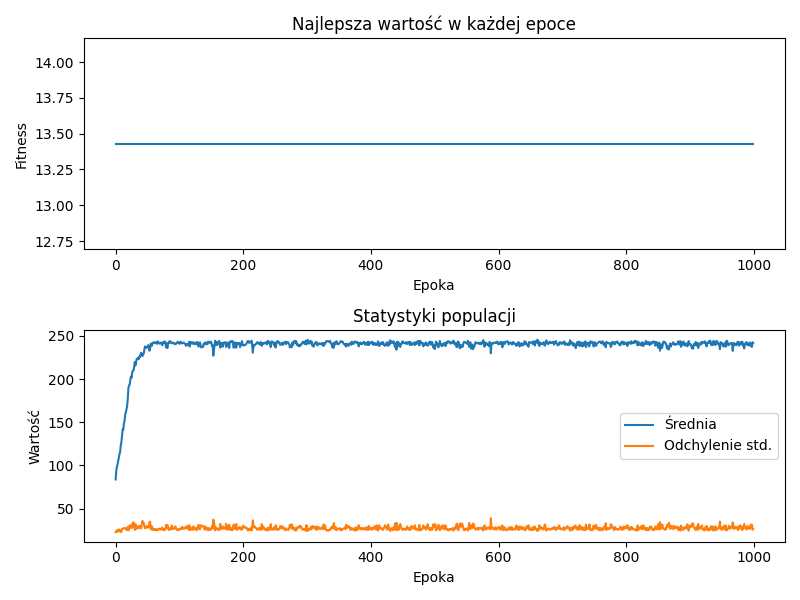 Najlepsza wartość w każdej epoce
14.00
13.75
13.50
13.25
13.00
12.75
Fitness
0 200 400 600 800 1000
Epoka
Statystyki populacji
250
200
150
100
50
Wartość
Średnia
Odchylenie std.
0 200 400 600 800 1000
Epoka